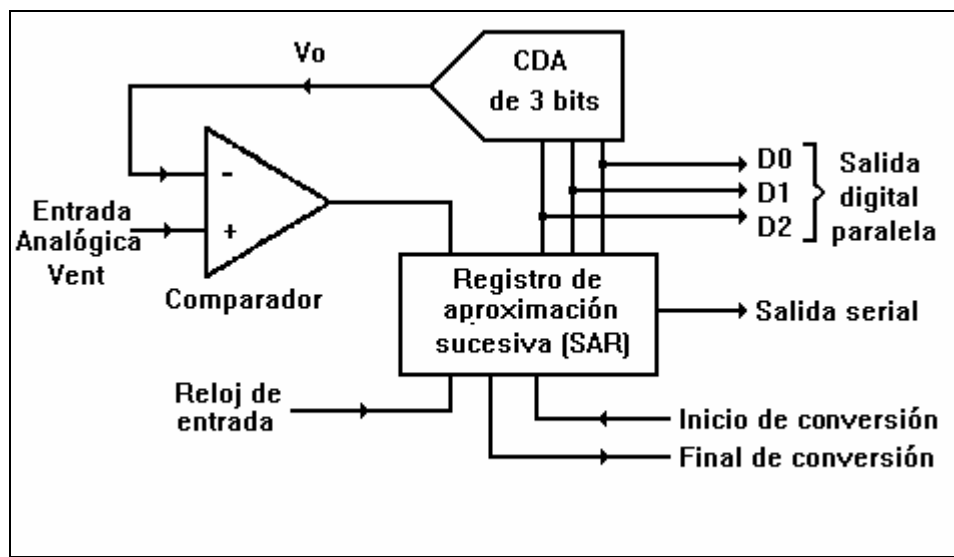 Vo
CDA
de 3 bits
-
+
Entrada
Analógica
Vent
Comparador
D0
D1
D2
Salida
digital
paralela
Registro de
aproximación
sucesiva (SAR)
Salida serial
Reloj de
entrada
Inicio de conversión
Final de conversión